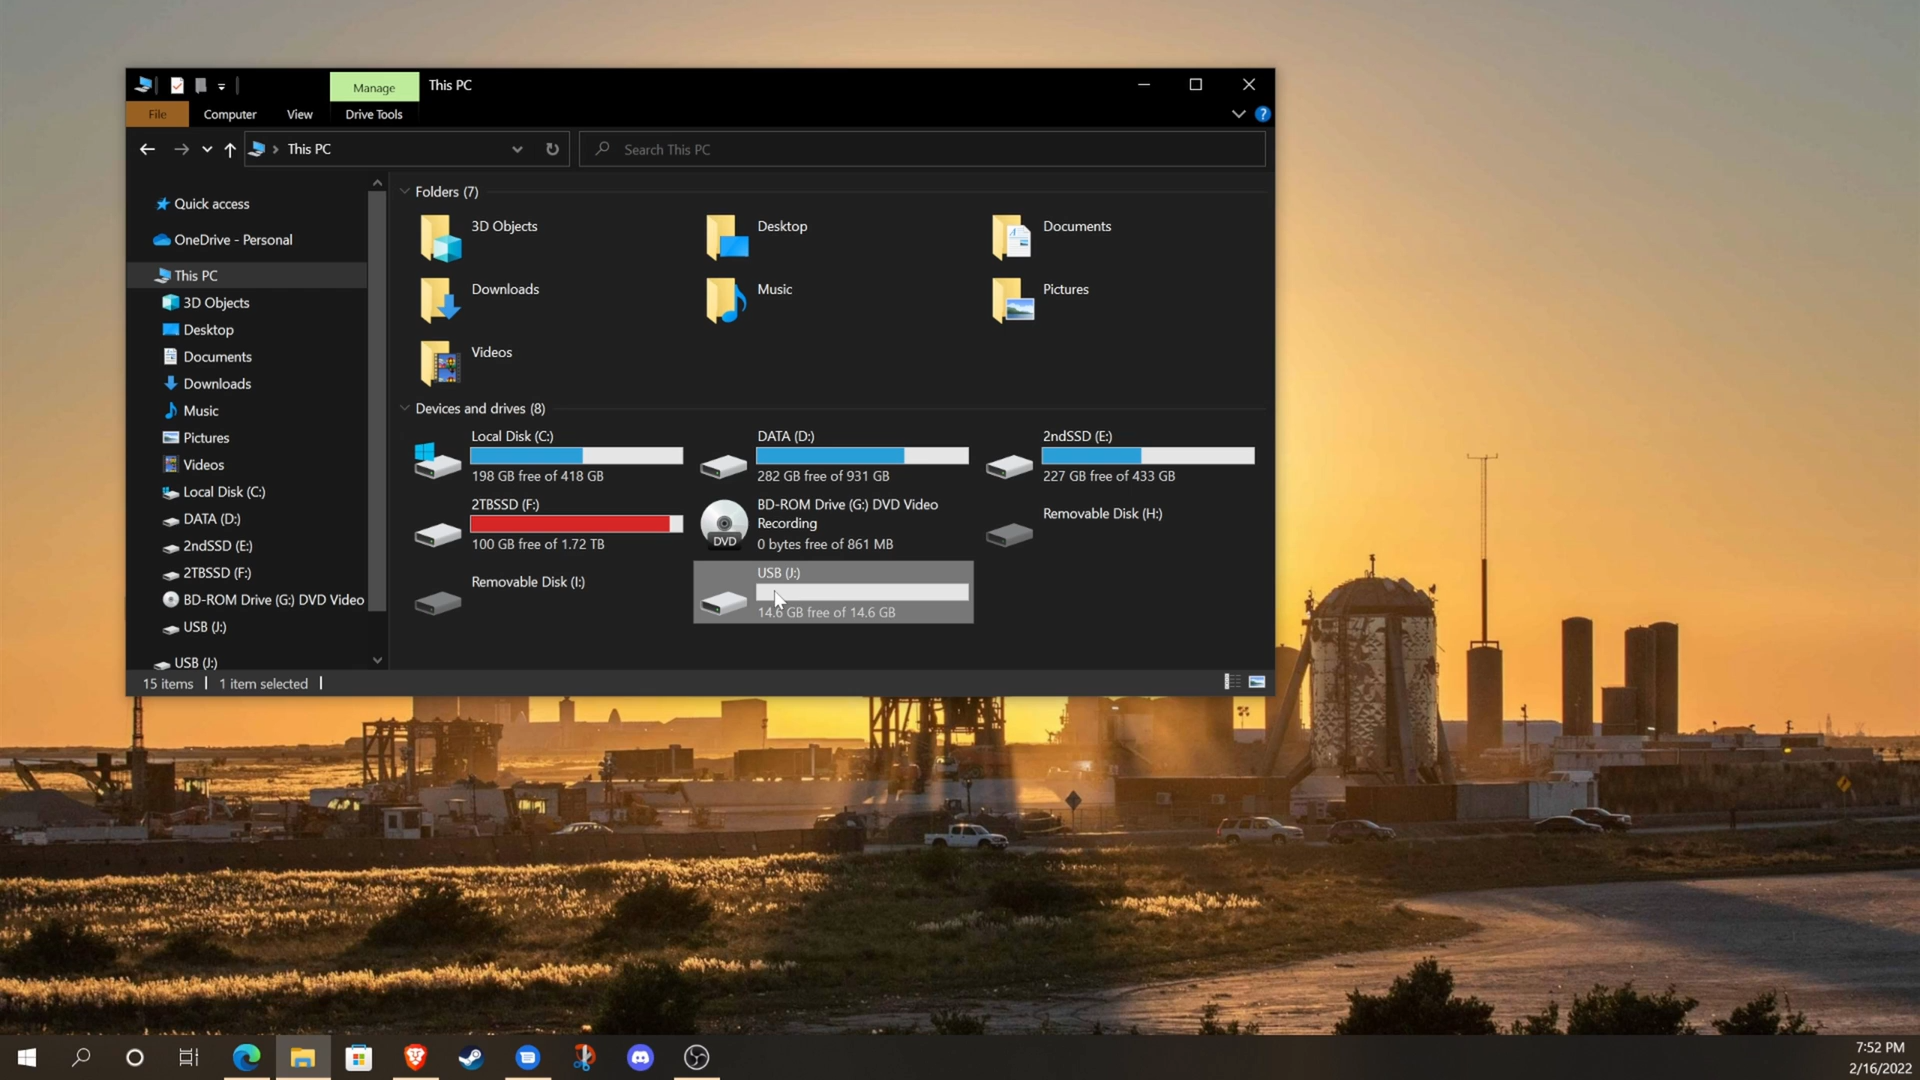 Manage
This PC
File
Computer
View
Drive Tools
This PC
Search This PC
Quick access
OneDrive - Personal
This PC
3D Objects
Desktop
Documents
Downloads
Music
Pictures
Videos
Local Disk (C:)
DATA (D:)
2ndSSD (E:)
2TBSSD (F:)
BD-ROM Drive (G:) DVD Video
USB (J:)
USB (J:)
Folders (7)
3D Objects
Desktop
Documents
Downloads
Music
Pictures
Videos
Devices and drives (8)
Local Disk (C:)
198 GB free of 418 GB
DATA (D:)
282 GB free of 931 GB
2ndSSD (E:)
227 GB free of 433 GB
2TBSSD (F:)
100 GB free of 1.72 TB
DVD
BD-ROM Drive (G:) DVD Video
Recording
0 bytes free of 861 MB
Removable Disk (H:)
Removable Disk (I:)
USB (J:)
14.6 GB free of 14.6 GB
15 items
1 item selected
7:52 PM
2/16/2022